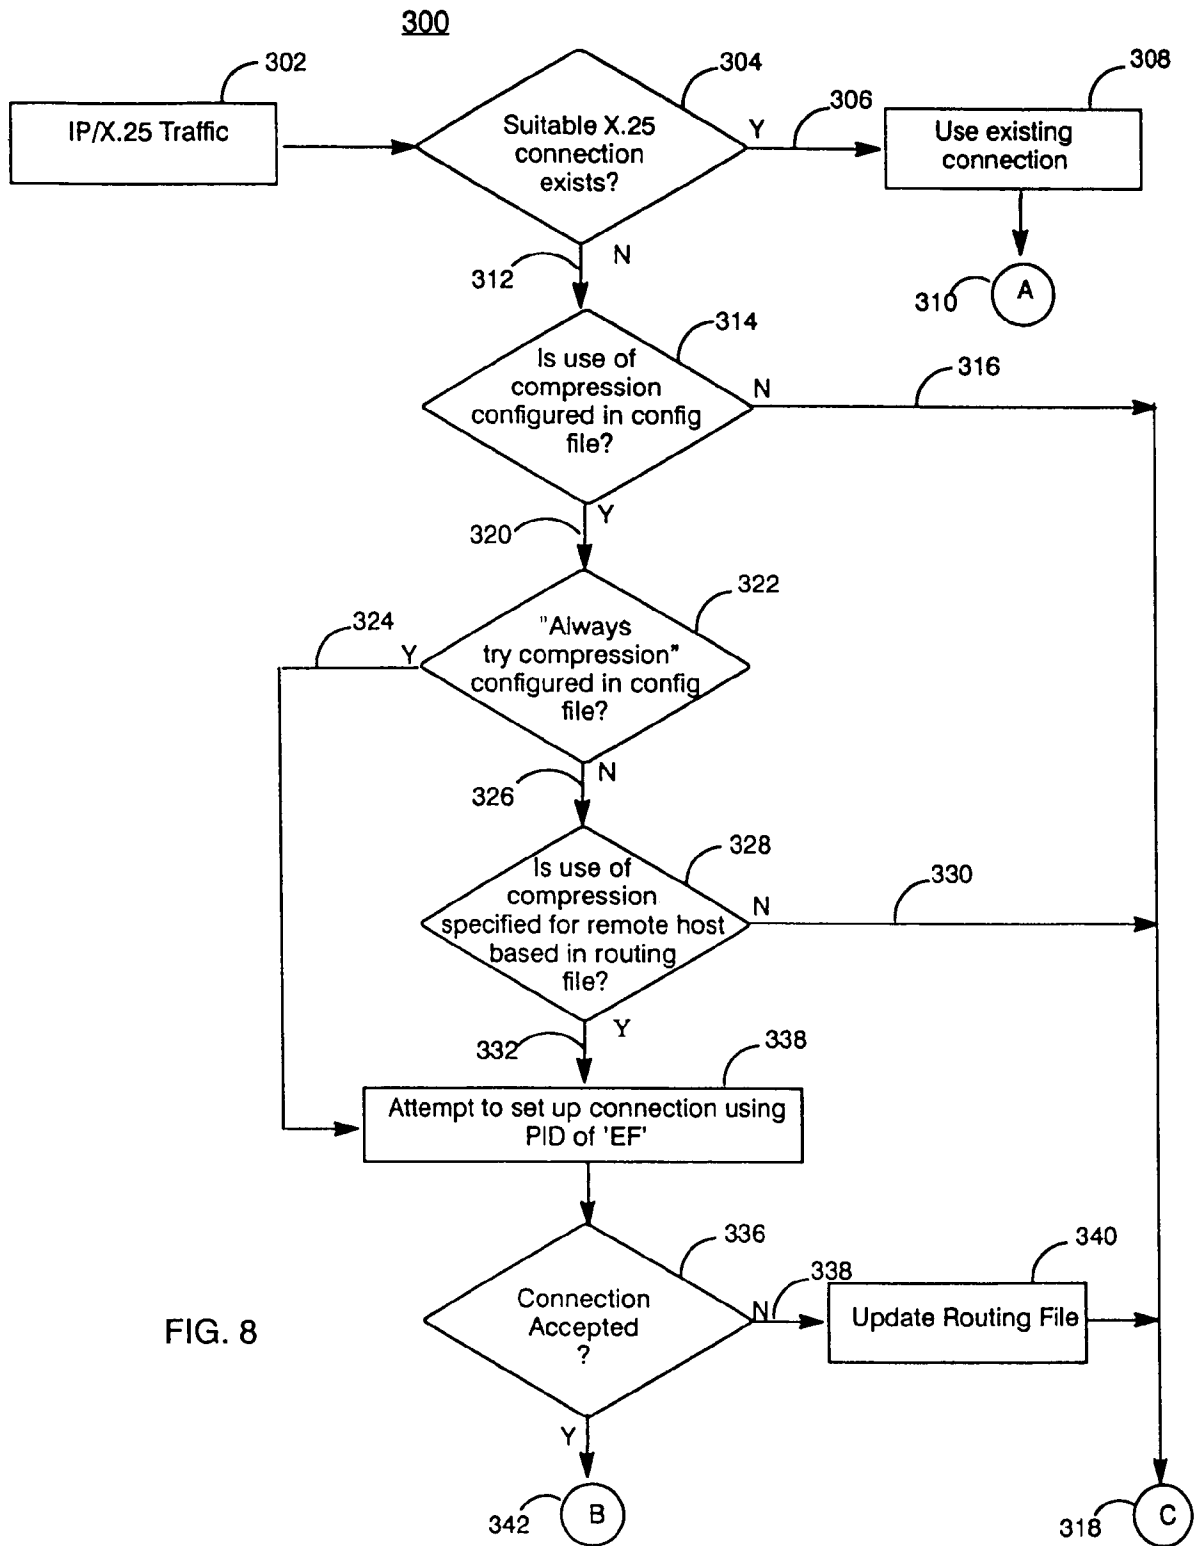 300
302
IP/X.25 Traffic
304
Suitable X.25
connection
exists?
Y
306
308
Use existing
connection
310
A
312
N
314
Is use of
compression
configured in config
file?
N
316
320
Y
322
"Always
try compression"
configured in config
file?
324
Y
326
N
328
Is use of
compression
specified for remote host
based in routing
file?
N
330
332
Y
338
Attempt to set up connection using
PID of 'EF'
336
Connection
Accepted
?
N
338
340
Update Routing File
FIG. 8
Y
342
B
318
C